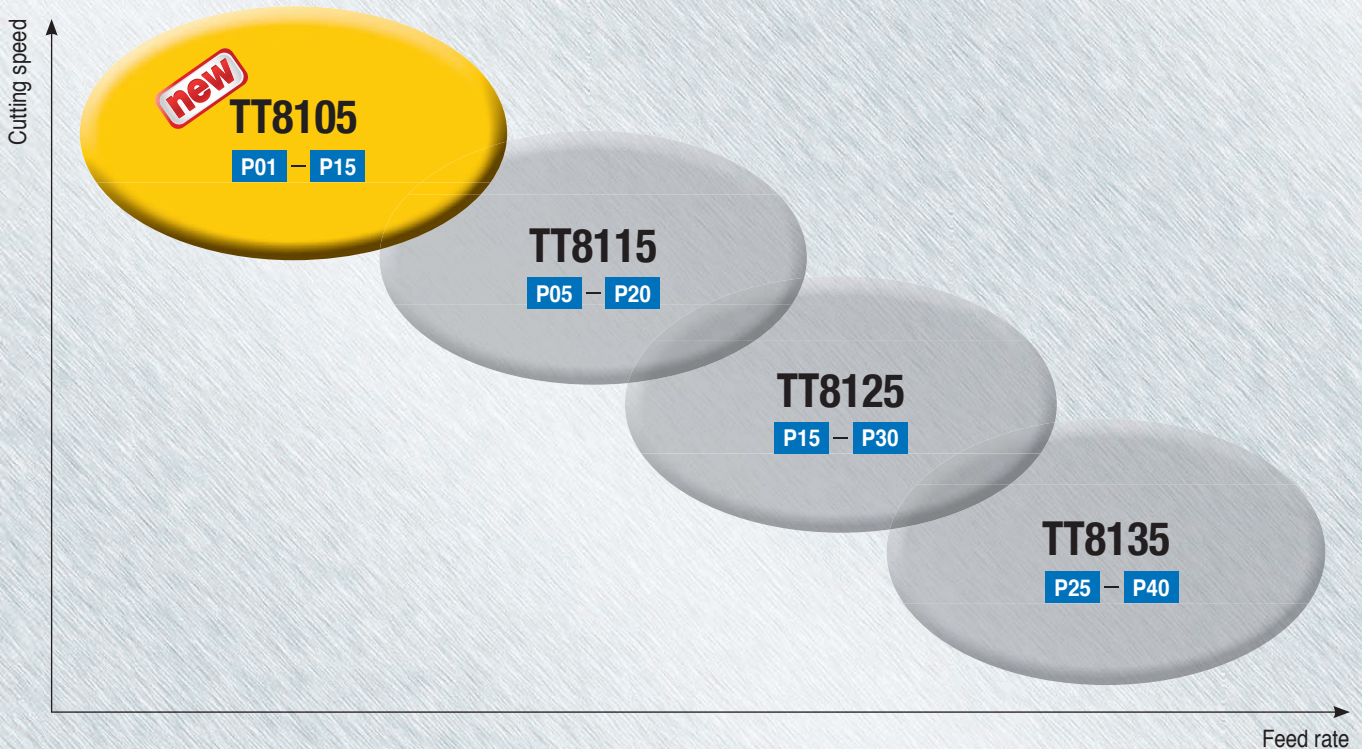 Cutting speed
new
TT8105
P01 – P15
TT8115
P05 – P20
TT8125
P15 – P30
TT8135
P25 – P40
Feed rate